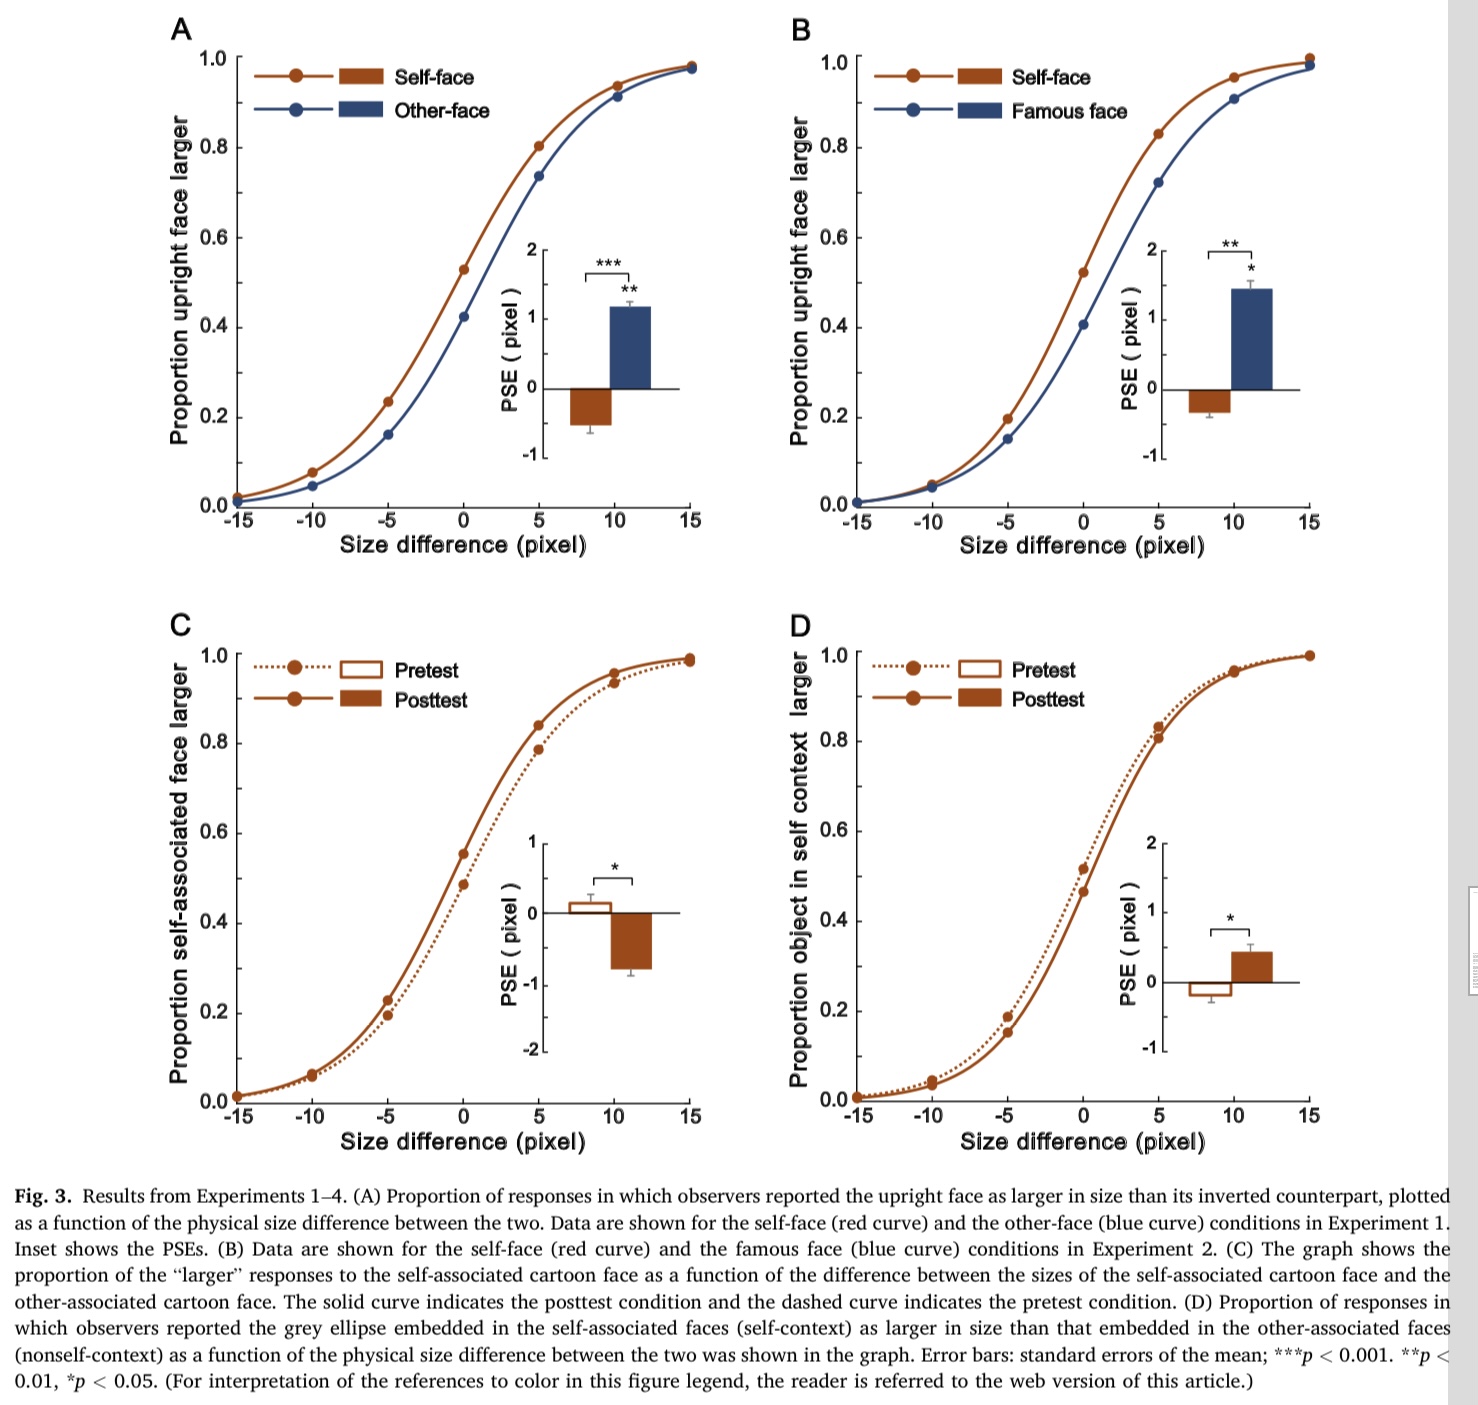 A
1.0
0.8
0.6
0.4
0.2
0.0
Proportion upright face larger
Self-face
Other-face
-15 -10 -5 0 5 10 15
Size difference (pixel)
2
1
0
-1
PSE ( pixel )
***
**
B
1.0
0.8
0.6
0.4
0.2
0.0
Proportion upright face larger
Self-face
Famous face
-15 -10 -5 0 5 10 15
Size difference (pixel)
2
1
0
-1
PSE ( pixel )
**
*
C
1.0
0.8
0.6
0.4
0.2
0.0
Proportion self-associated face larger
Pretest
Posttest
-15 -10 -5 0 5 10 15
Size difference (pixel)
1
0
-1
-2
PSE ( pixel )
*
D
1.0
0.8
0.6
0.4
0.2
0.0
Proportion object in self context larger
Pretest
Posttest
-15 -10 -5 0 5 10 15
Size difference (pixel)
2
1
0
-1
PSE ( pixel )
*
Fig. 3. Results from Experiments 1–4. (A) Proportion of responses in which observers reported the upright face as larger in size than its inverted counterpart, plotted
as a function of the physical size difference between the two. Data are shown for the self-face (red curve) and the other-face (blue curve) conditions in Experiment 1.
Inset shows the PSEs. (B) Data are shown for the self-face (red curve) and the famous face (blue curve) conditions in Experiment 2. (C) The graph shows the
proportion of the “larger” responses to the self-associated cartoon face as a function of the difference between the sizes of the self-associated cartoon face and the
other-associated cartoon face. The solid curve indicates the posttest condition and the dashed curve indicates the pretest condition. (D) Proportion of responses in
which observers reported the grey ellipse embedded in the self-associated faces (self-context) as larger in size than that embedded in the other-associated faces
(nonself-context) as a function of the physical size difference between the two was shown in the graph. Error bars: standard errors of the mean; ***p < 0.001. **p <
0.01, *p < 0.05. (For interpretation of the references to color in this figure legend, the reader is referred to the web version of this article.)